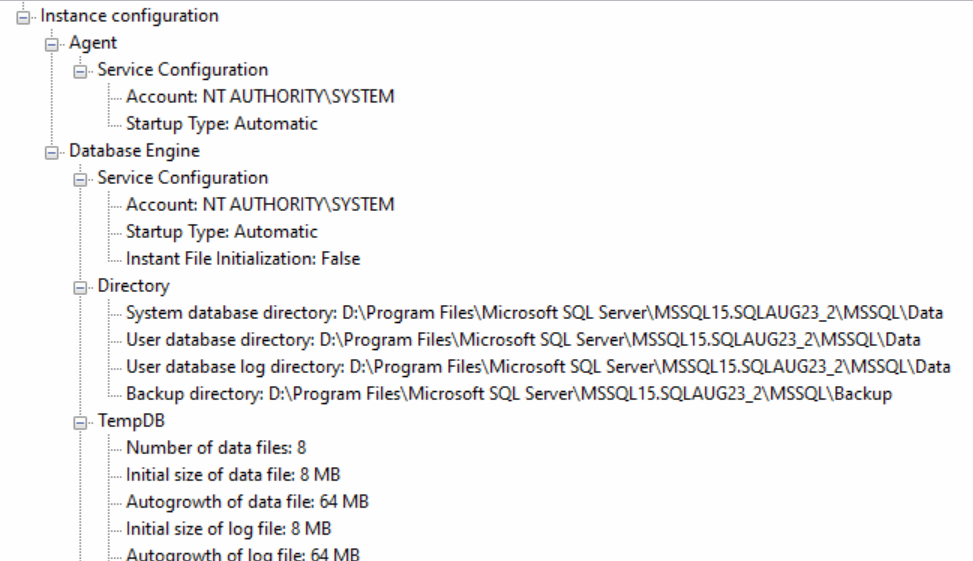 Instance configuration
Agent
Service Configuration
Account: NT AUTHORITY\SYSTEM
Startup Type: Automatic
Database Engine
Service Configuration
Account: NT AUTHORITY\SYSTEM
Startup Type: Automatic
Instant File Initialization: False
Directory
System database directory: D:\Program Files\Microsoft SQL Server\MSSQL15.SQLAUG23_2\MSSQL\Data
User database directory: D:\Program Files\Microsoft SQL Server\MSSQL15.SQLAUG23_2\MSSQL\Data
User database log directory: D:\Program Files\Microsoft SQL Server\MSSQL15.SQLAUG23_2\MSSQL\Data
Backup directory: D:\Program Files\Microsoft SQL Server\MSSQL15.SQLAUG23_2\MSSQL\Backup
TempDB
Number of data files: 8
Initial size of data file: 8 MB
Autogrowth of data file: 64 MB
Initial size of log file: 8 MB
Autogrowth of log file: 64 MB